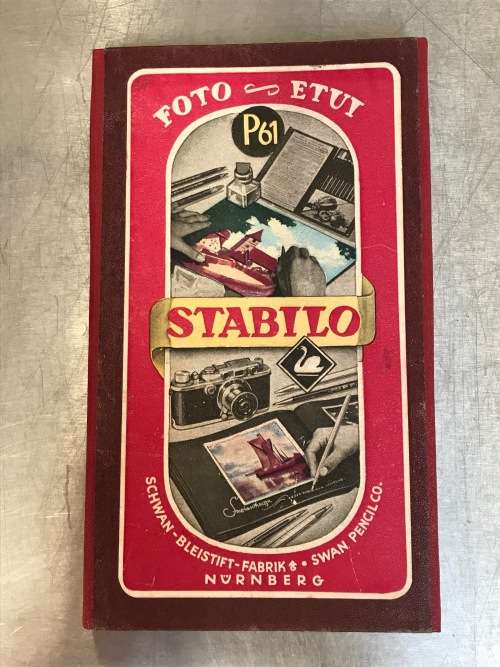 FOTO ~ ETUI
P61
STABILO
SCHWAN-BLEISTIFT-FABRIK • SWAN PENCIL CO.
NÜRNBERG